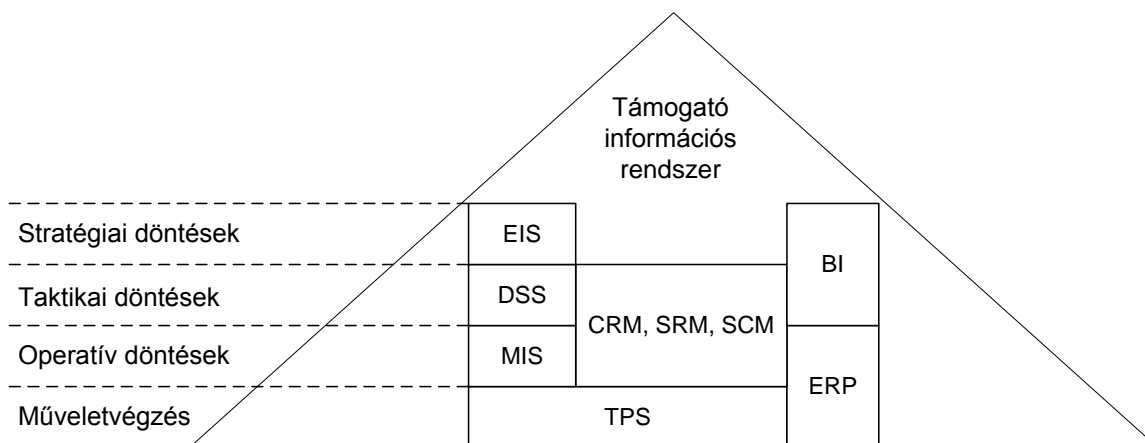 Támogató
információs
rendszer
Stratégiai döntések
EIS
BI
Taktikai döntések
DSS
CRM, SRM, SCM
Operatív döntések
MIS
ERP
Műveletvégzés
TPS